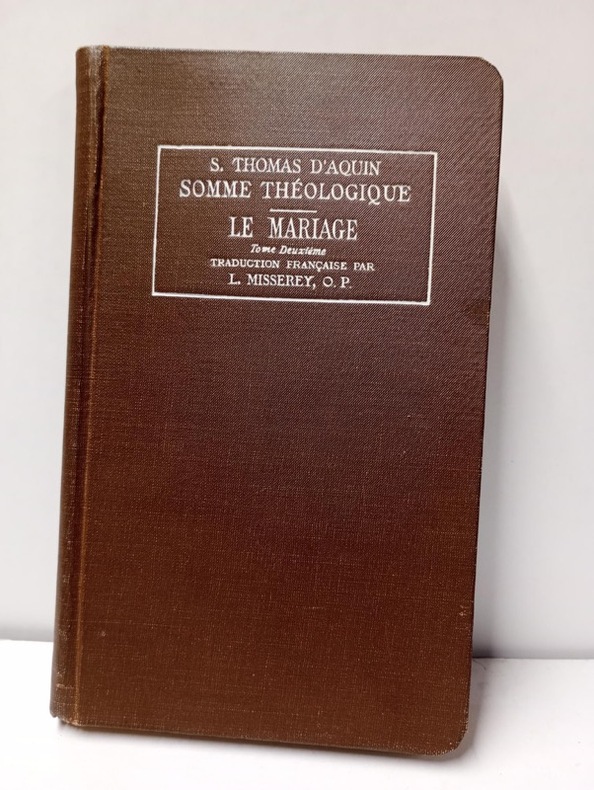 S. THOMAS D'AQUIN
SOMME THÉOLOGIQUE
LE MARIAGE
Tome Deuxième
TRADUCTION FRANÇAISE PAR
L. MISSEREY, O. P.